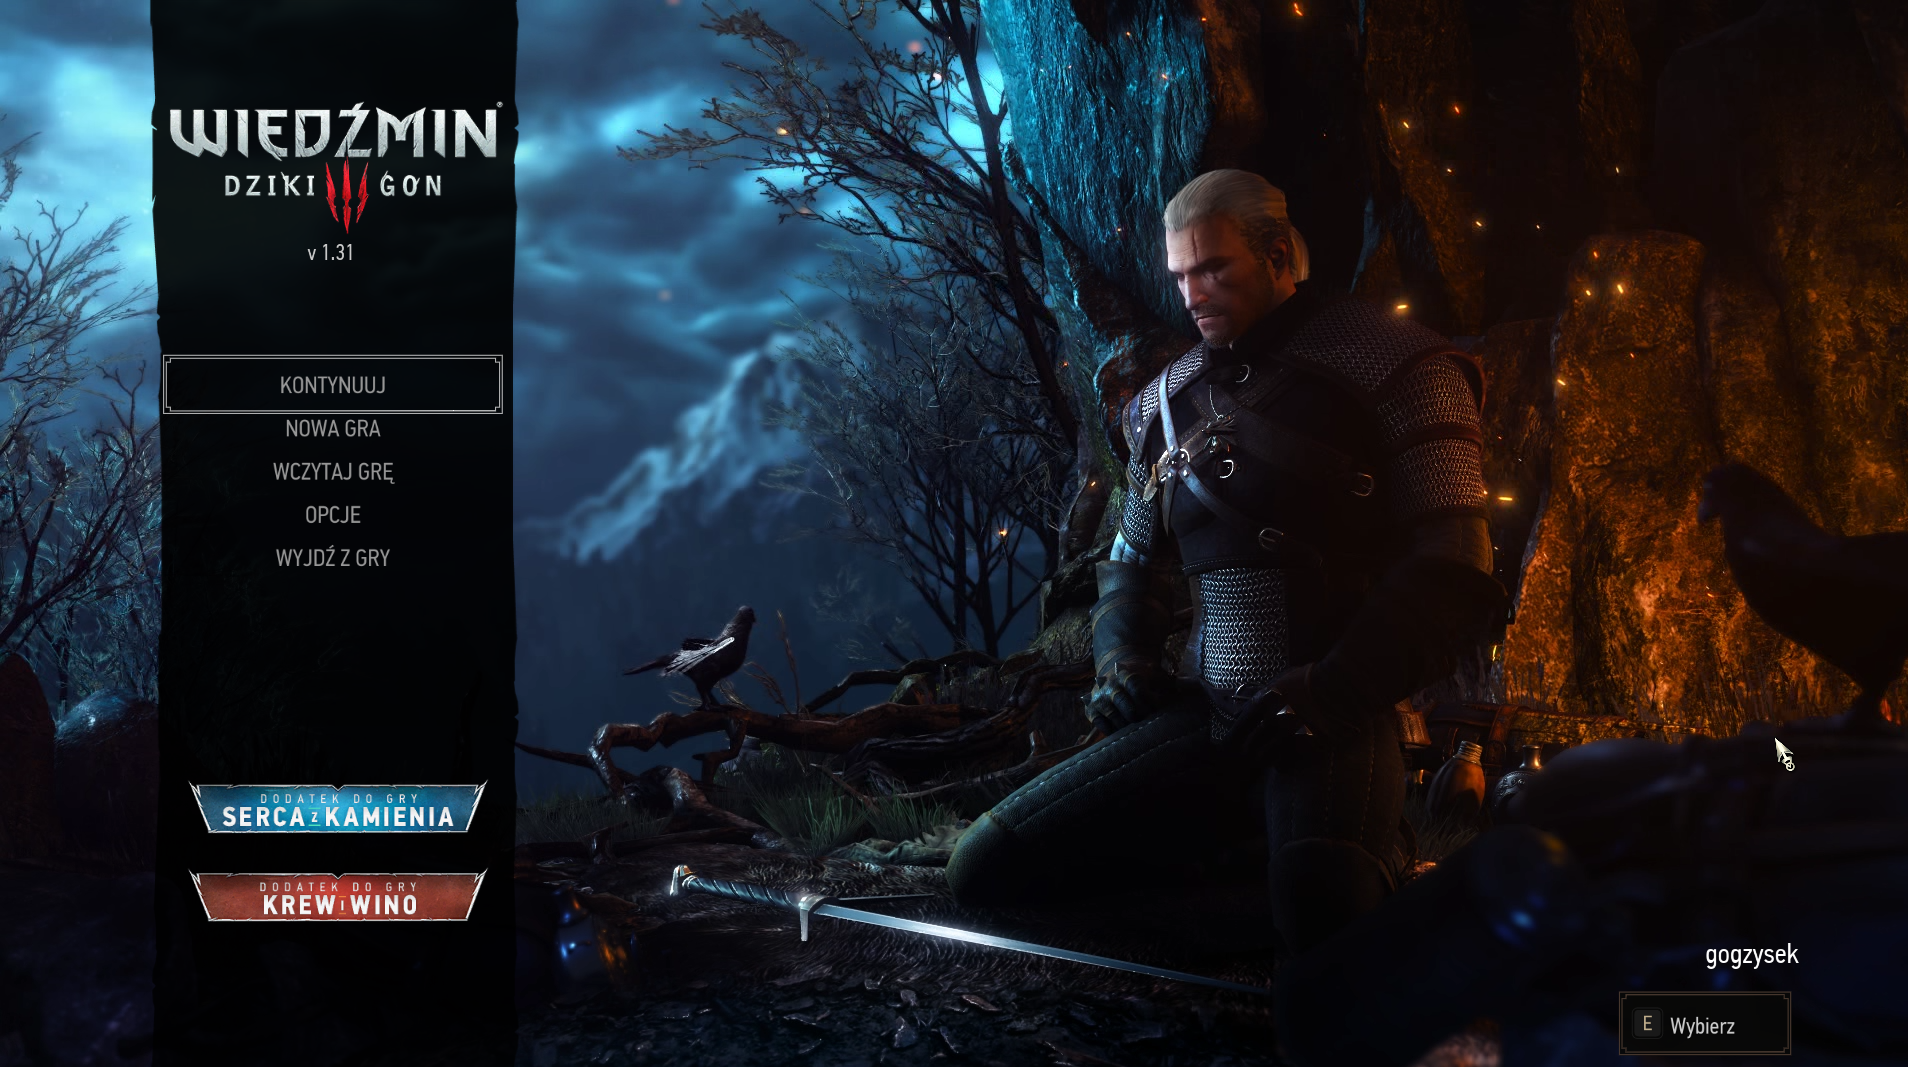 WIEDŹMIN
DZIKI GON
v 1.31
KONTYNUUJ
NOWA GRA
WCZYTAJ GRĘ
OPCJE
WYJDŹ Z GRY
DODATEK DO GRY
SERCA Z KAMIENIA
DODATEK DO GRY
KREW I WINO
gogzysek
E Wybierz